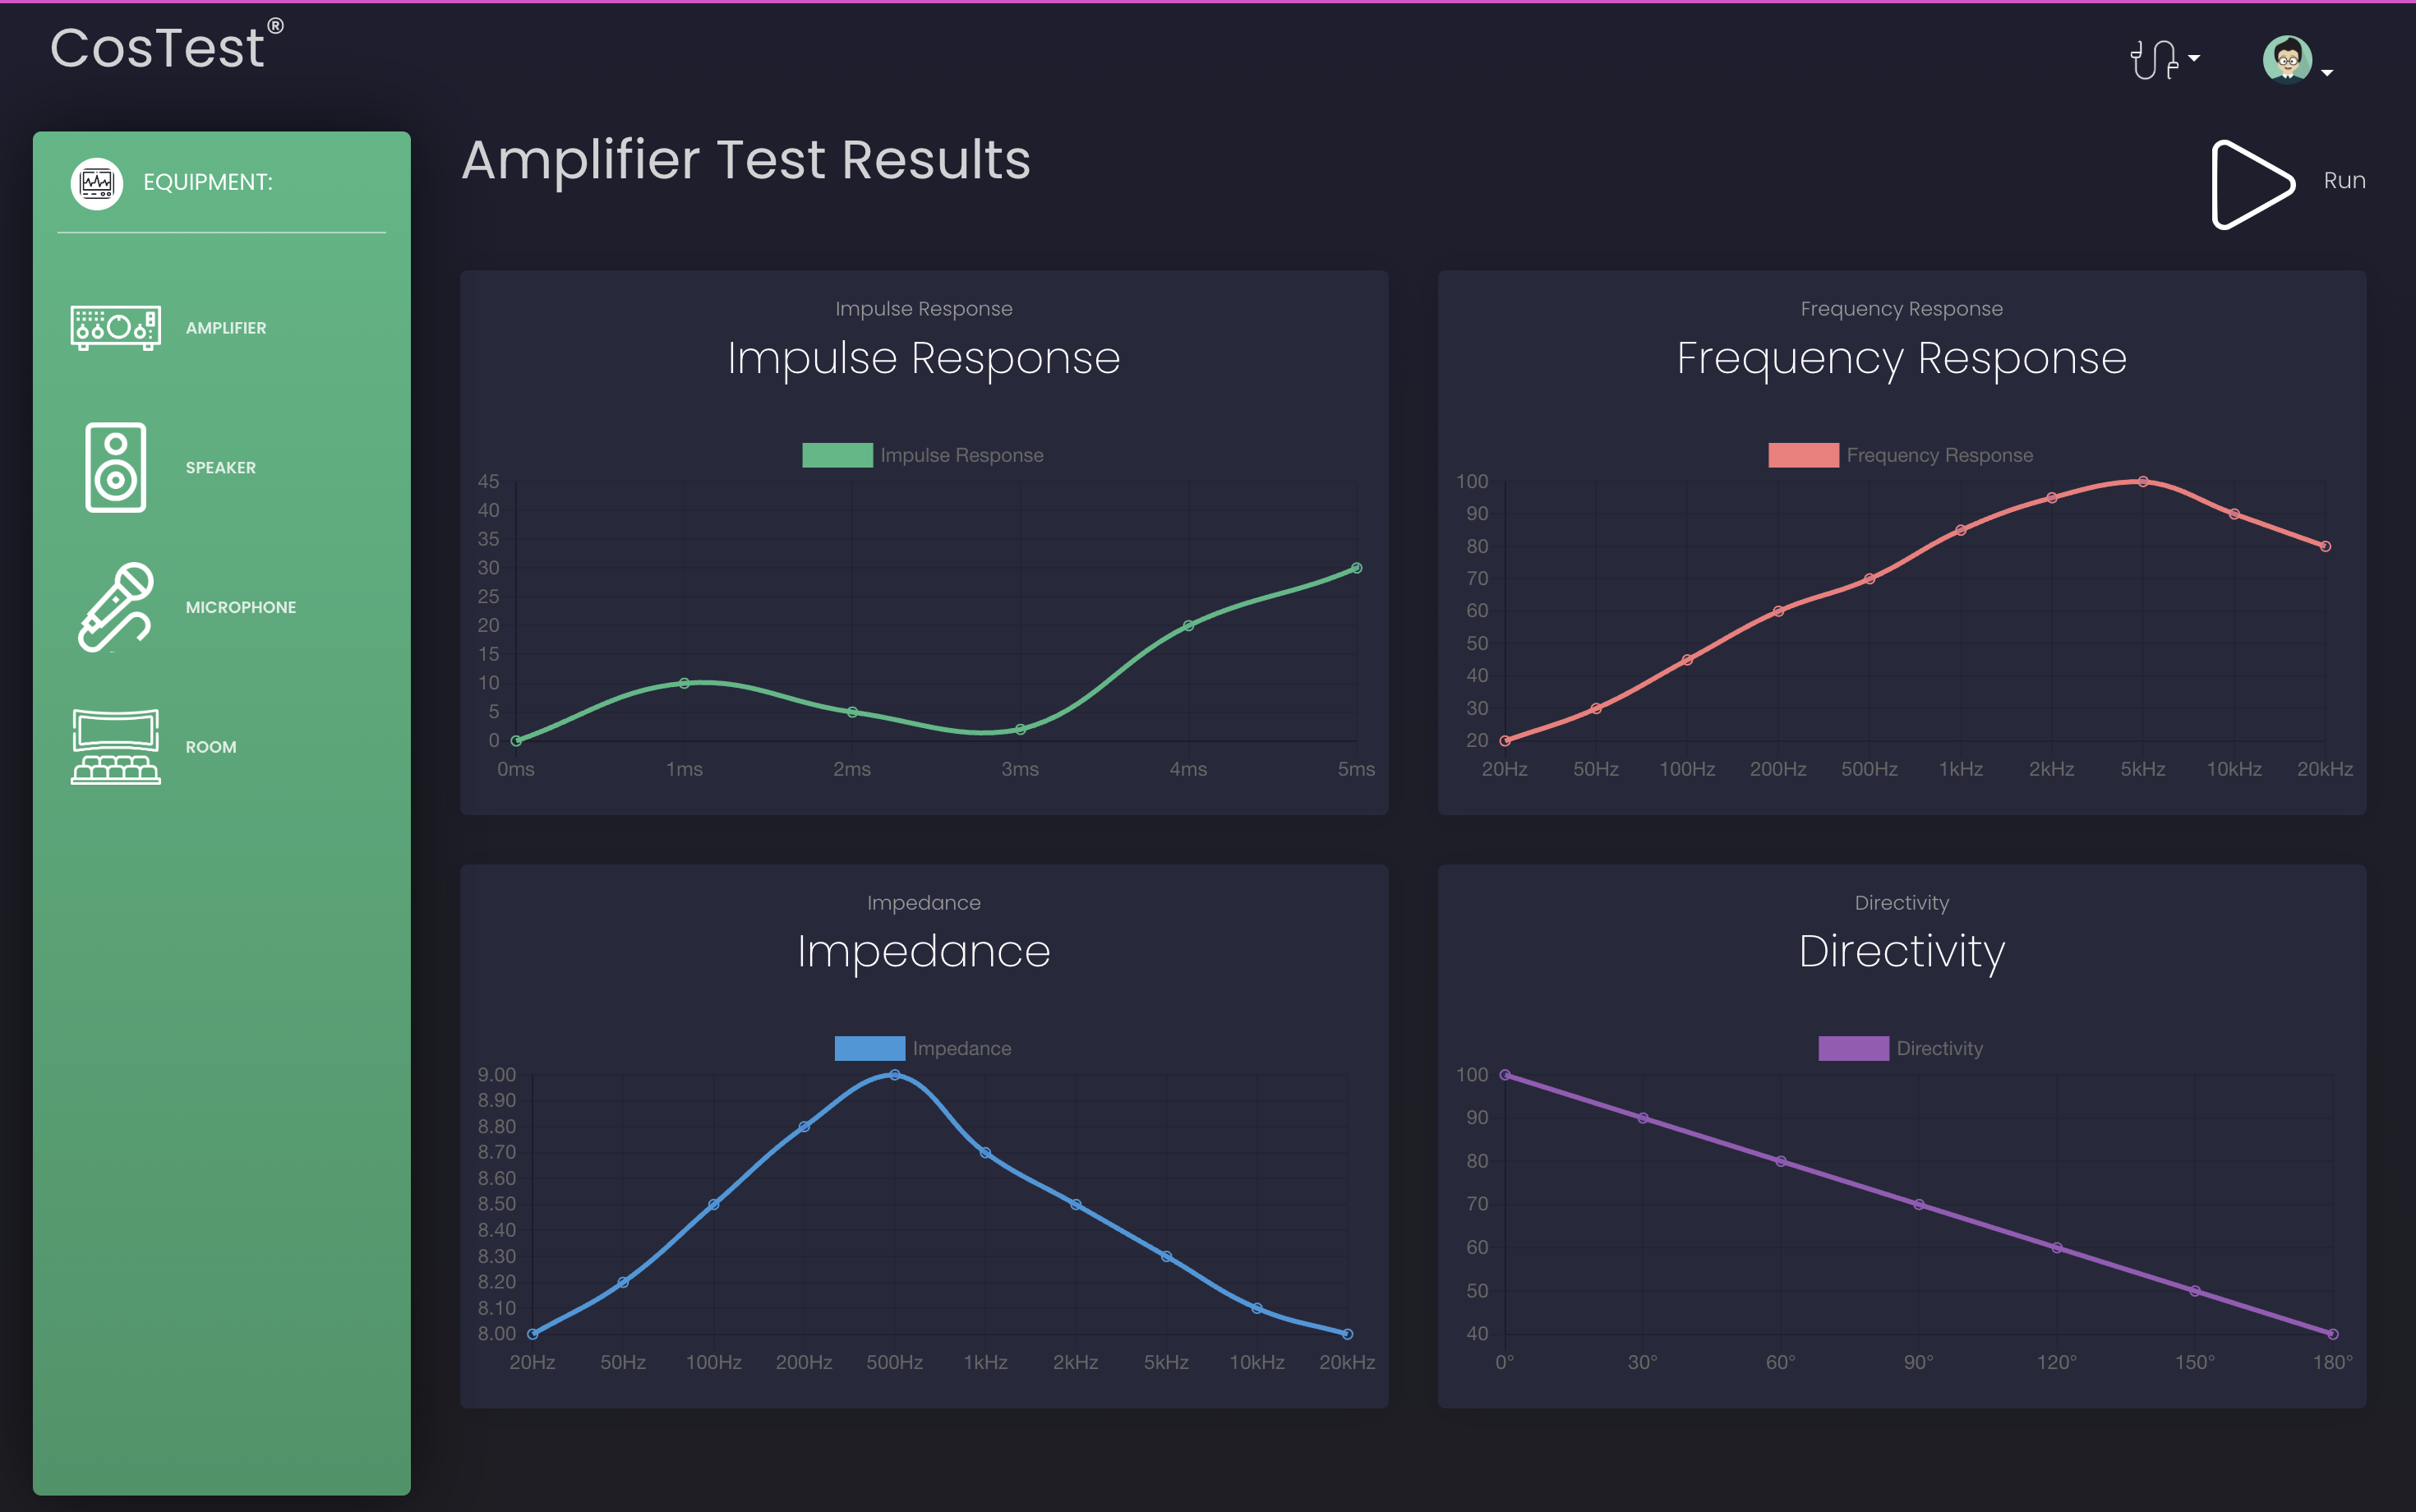 CosTest®
EQUIPMENT:
AMPLIFIER
SPEAKER
MICROPHONE
ROOM
Amplifier Test Results
Run
Impulse Response
Impulse Response
Impulse Response
45
40
35
30
25
20
15
10
5
0
0ms 1ms 2ms 3ms 4ms 5ms
Frequency Response
Frequency Response
Frequency Response
100
90
80
70
60
50
40
30
20
20Hz 50Hz 100Hz 200Hz 500Hz 1kHz 2kHz 5kHz 10kHz 20kHz
Impedance
Impedance
Impedance
9.00
8.90
8.80
8.70
8.60
8.50
8.40
8.30
8.20
8.10
8.00
20Hz 50Hz 100Hz 200Hz 500Hz 1kHz 2kHz 5kHz 10kHz 20kHz
Directivity
Directivity
Directivity
100
90
80
70
60
50
40
0° 30° 60° 90° 120° 150° 180°